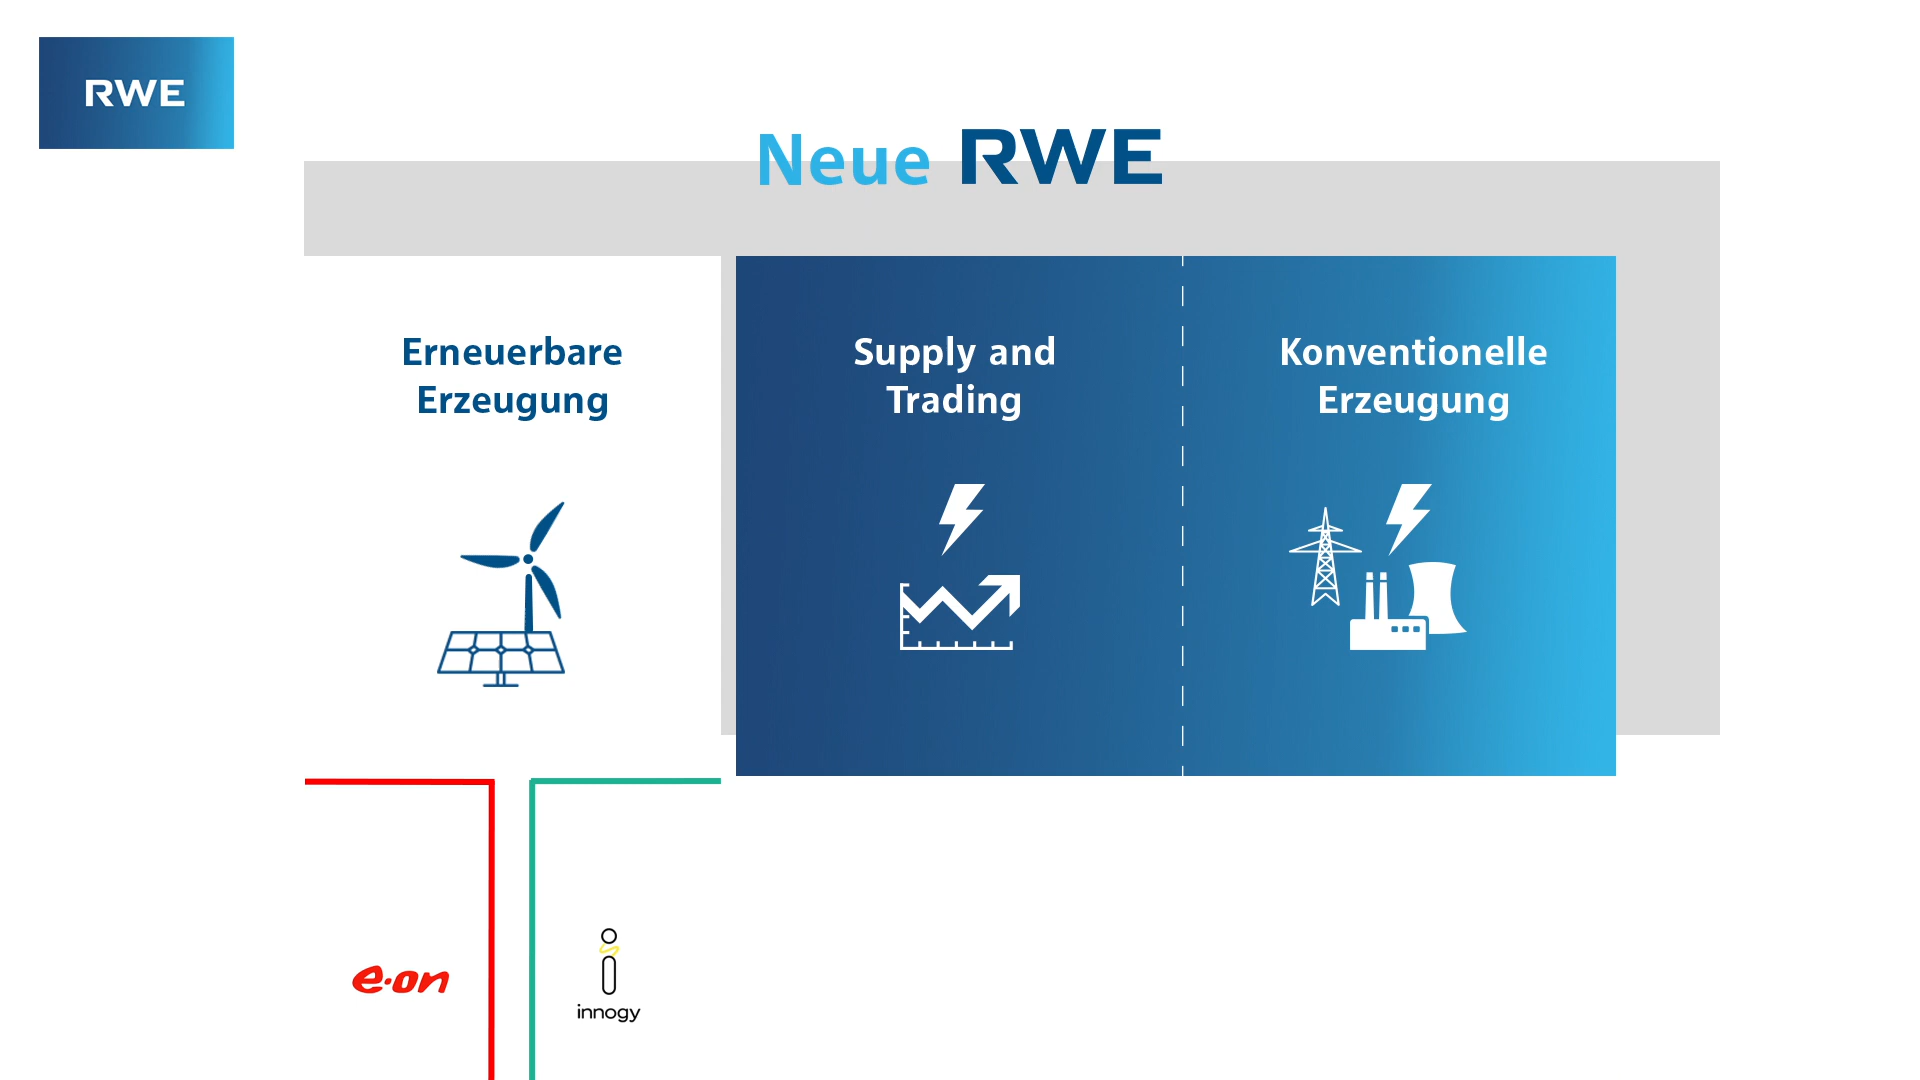 RWE
Neue RWE
Erneuerbare
Erzeugung
Supply and
Trading
Konventionelle
Erzeugung
e·on
innogy